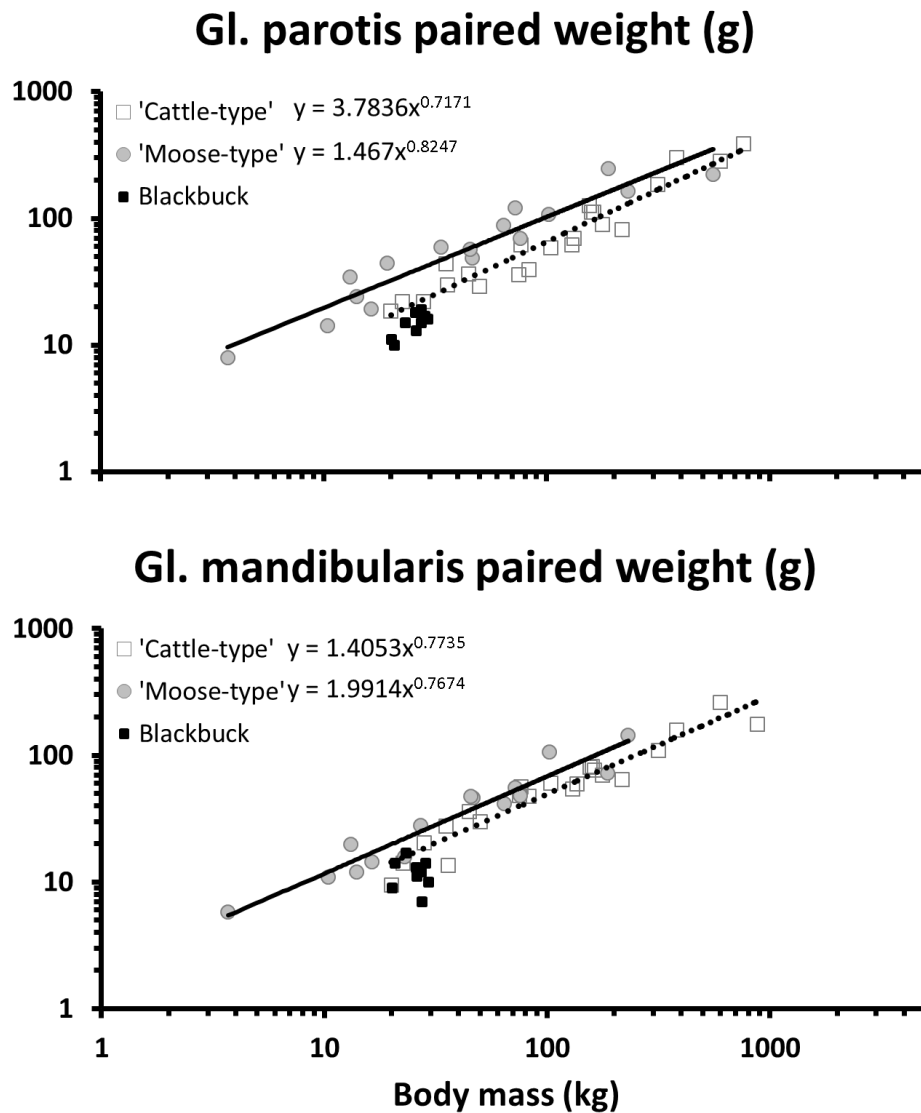 Gl. parotis paired weight (g)
1000
'Cattle-type' y = 3.7836x^0.7171
'Moose-type' y = 1.467x^0.8247
Blackbuck
100
10
1
Gl. mandibularis paired weight (g)
1000
'Cattle-type' y = 1.4053x^0.7735
'Moose-type' y = 1.9914x^0.7674
Blackbuck
100
10
1
1 10 100 1000
Body mass (kg)